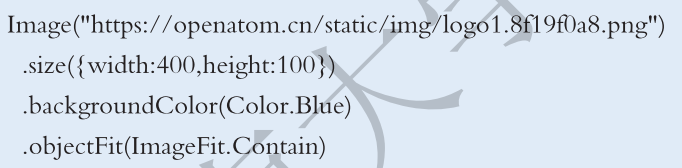 Image("https://openatom.cn/static/img/logo1.8f19f0a8.png")
.size({width:400,height:100})
.backgroundColor(Color.Blue)
.objectFit(ImageFit.Contain)